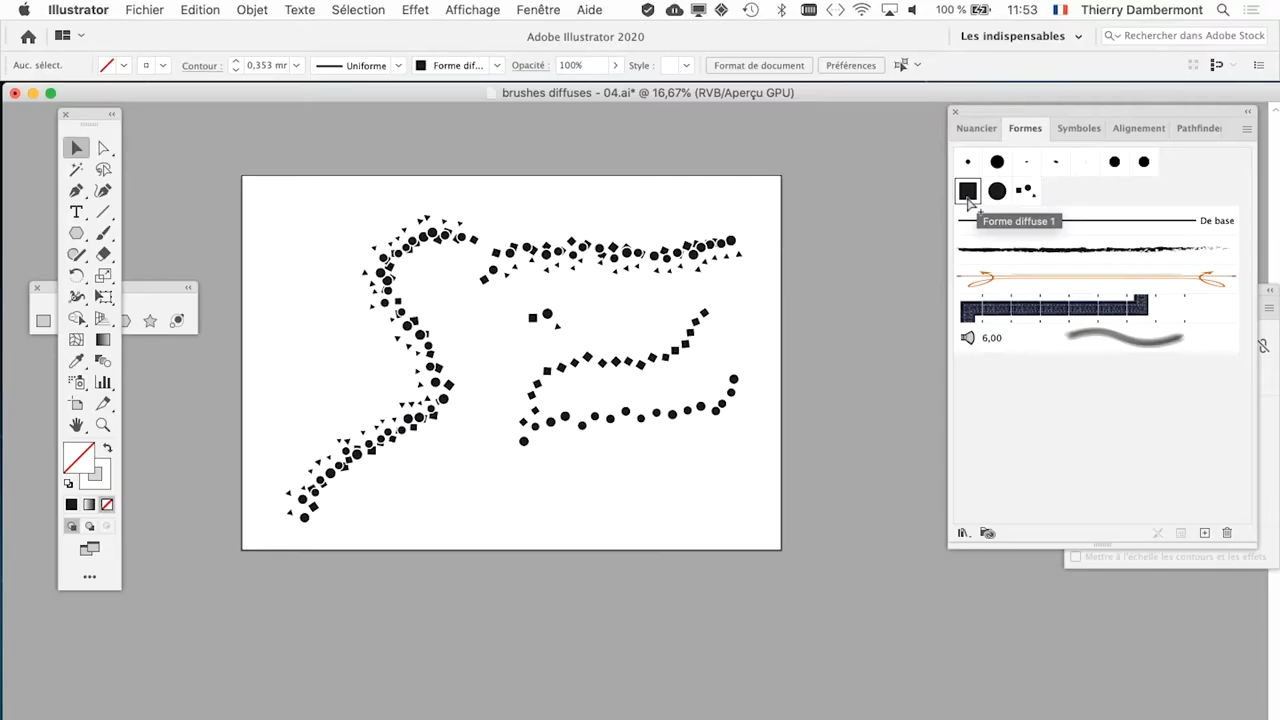 Illustrator Fichier Edition Objet Texte Sélection Effet Affichage Fenêtre Aide 100 % 11:53 Thierry Dambermont
Adobe Illustrator 2020 Les indispensables Rechercher dans Adobe Stock
Auc. sélect. Contour : 0,353 mr Uniforme Forme dif... Opacité : 100% Style : Format de document Préférences
brushes diffuses - 04.ai* @ 16,67% (RVB/Aperçu GPU)
Nuancier Formes Symboles Alignement Pathfinde
Forme diffuse 1 De base
6,00
Mettre à l'échelle les contours et les effets